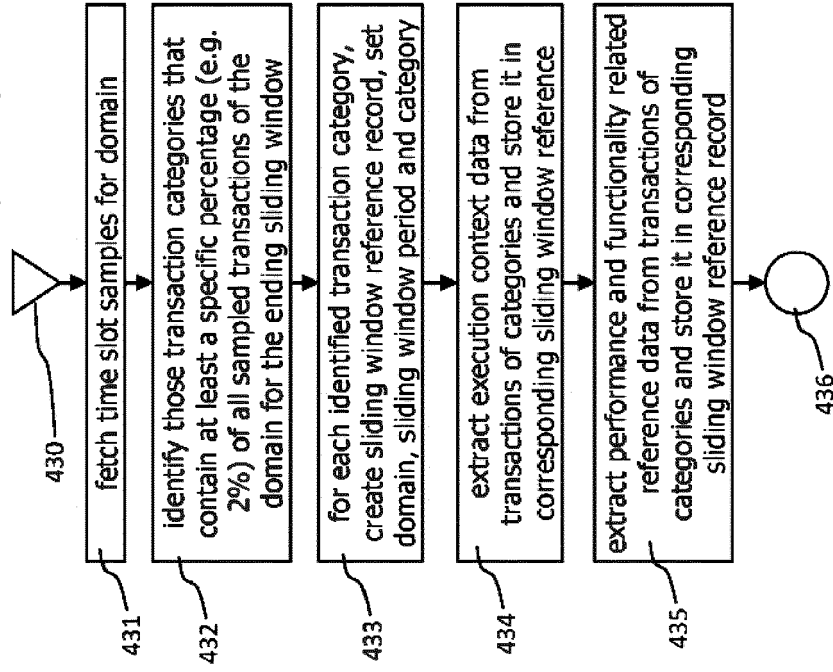 430
431
fetch time slot samples for domain
432
identify those transaction categories that
contain at least a specific percentage (e.g.
2%) of all sampled transactions of the
domain for the ending sliding window
433
for each identified transaction category,
create sliding window reference record, set
domain, sliding window period and category
434
extract execution context data from
transactions of categories and store it in
corresponding sliding window reference
435
extract performance and functionality related
reference data from transactions of
categories and store it in corresponding
sliding window reference record
436